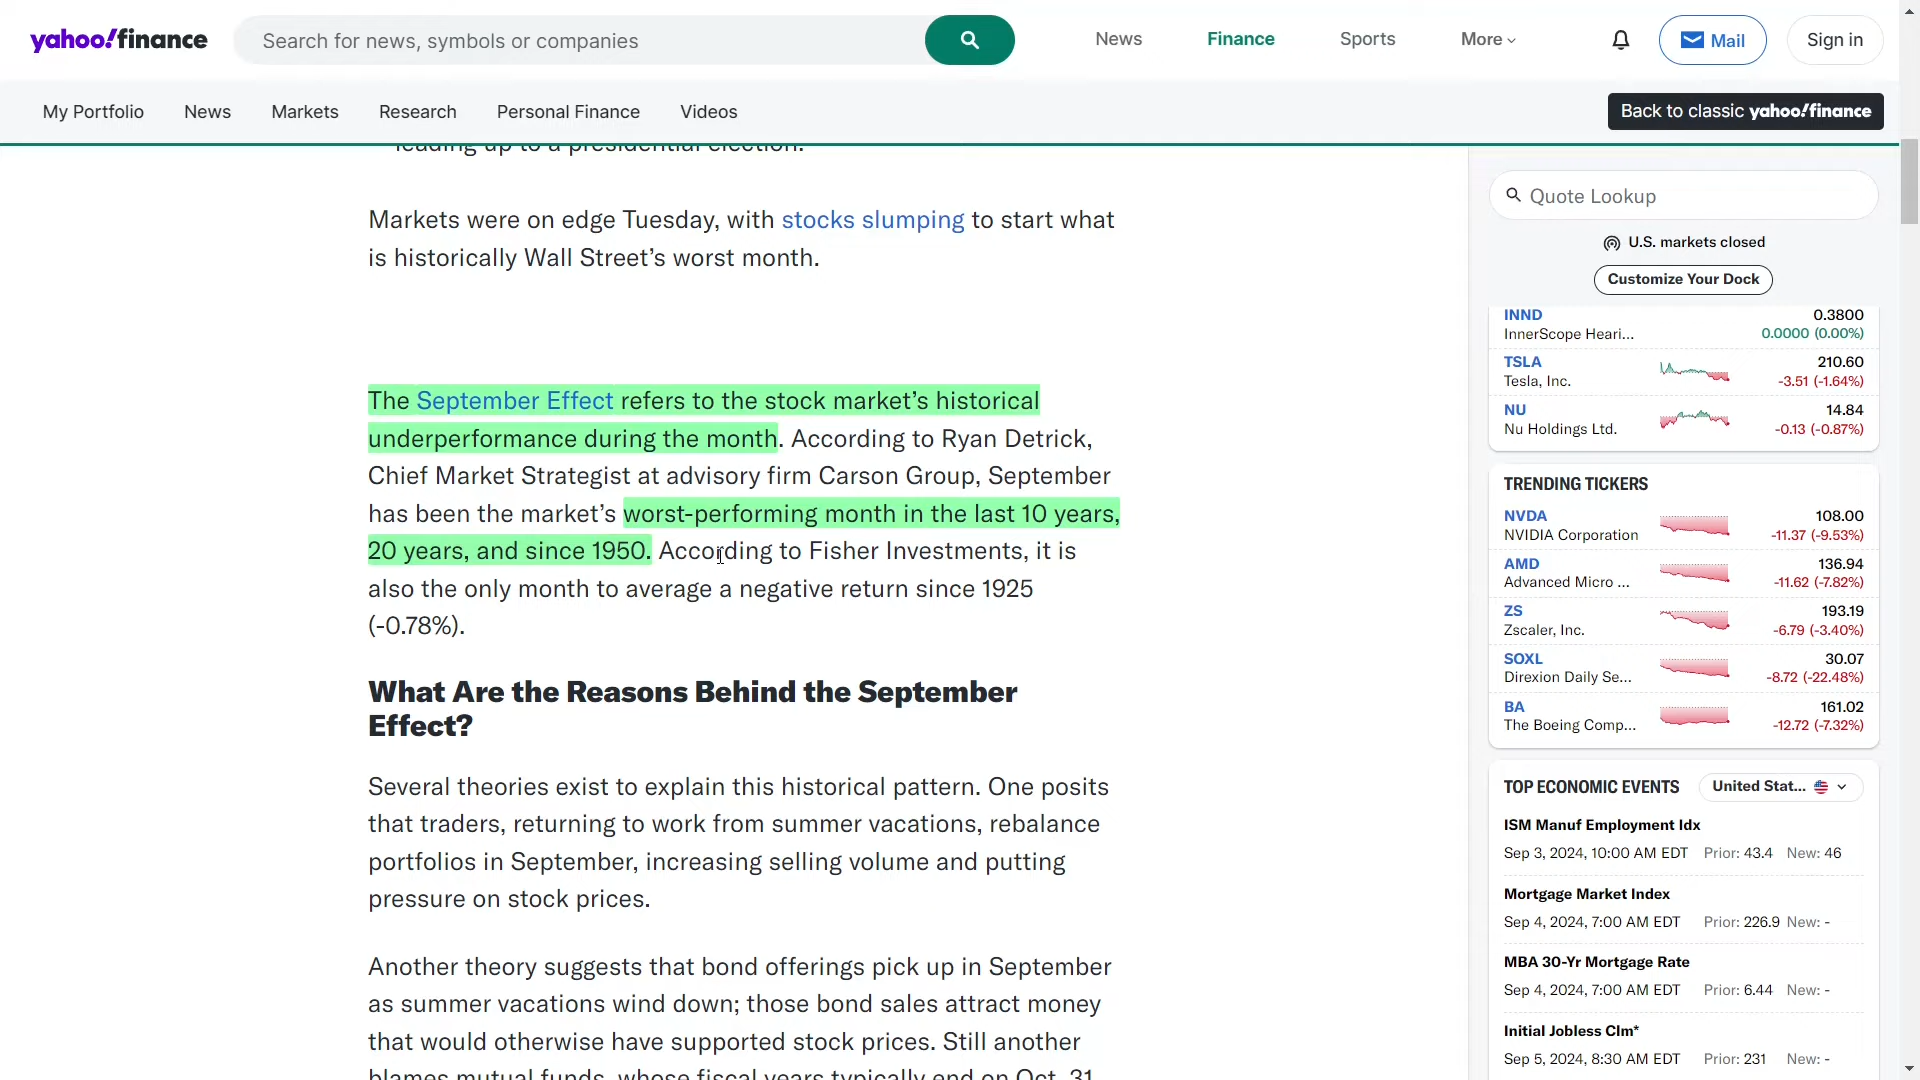 yahoo!finance
Search for news, symbols or companies
News
Finance
Sports
More
Mail
Sign in
My Portfolio
News
Markets
Research
Personal Finance
Videos
Back to classic yahoo!finance
leading up to a presidential election.
Markets were on edge Tuesday, with stocks slumping to start what
is historically Wall Street’s worst month.
The September Effect refers to the stock market’s historical
underperformance during the month. According to Ryan Detrick,
Chief Market Strategist at advisory firm Carson Group, September
has been the market’s worst-performing month in the last 10 years,
20 years, and since 1950. According to Fisher Investments, it is
also the only month to average a negative return since 1925
(-0.78%).
What Are the Reasons Behind the September
Effect?
Several theories exist to explain this historical pattern. One posits
that traders, returning to work from summer vacations, rebalance
portfolios in September, increasing selling volume and putting
pressure on stock prices.
Another theory suggests that bond offerings pick up in September
as summer vacations wind down; those bond sales attract money
that would otherwise have supported stock prices. Still another
blames mutual funds, whose fiscal years typically end on Oct. 31
Quote Lookup
U.S. markets closed
Customize Your Dock
INND 0.3800
InnerScope Heari... 0.0000 (0.00%)
TSLA 210.60
Tesla, Inc. -3.51 (-1.64%)
NU 14.84
Nu Holdings Ltd. -0.13 (-0.87%)
TRENDING TICKERS
NVDA 108.00
NVIDIA Corporation -11.37 (-9.53%)
AMD 136.94
Advanced Micro ... -11.62 (-7.82%)
ZS 193.19
Zscaler, Inc. -6.79 (-3.40%)
SOXL 30.07
Direxion Daily Se... -8.72 (-22.48%)
BA 161.02
The Boeing Comp... -12.72 (-7.32%)
TOP ECONOMIC EVENTS United Stat...
ISM Manuf Employment Idx
Sep 3, 2024, 10:00 AM EDT Prior: 43.4 New: 46
Mortgage Market Index
Sep 4, 2024, 7:00 AM EDT Prior: 226.9 New: -
MBA 30-Yr Mortgage Rate
Sep 4, 2024, 7:00 AM EDT Prior: 6.44 New: -
Initial Jobless Clm*
Sep 5, 2024, 8:30 AM EDT Prior: 231 New: -